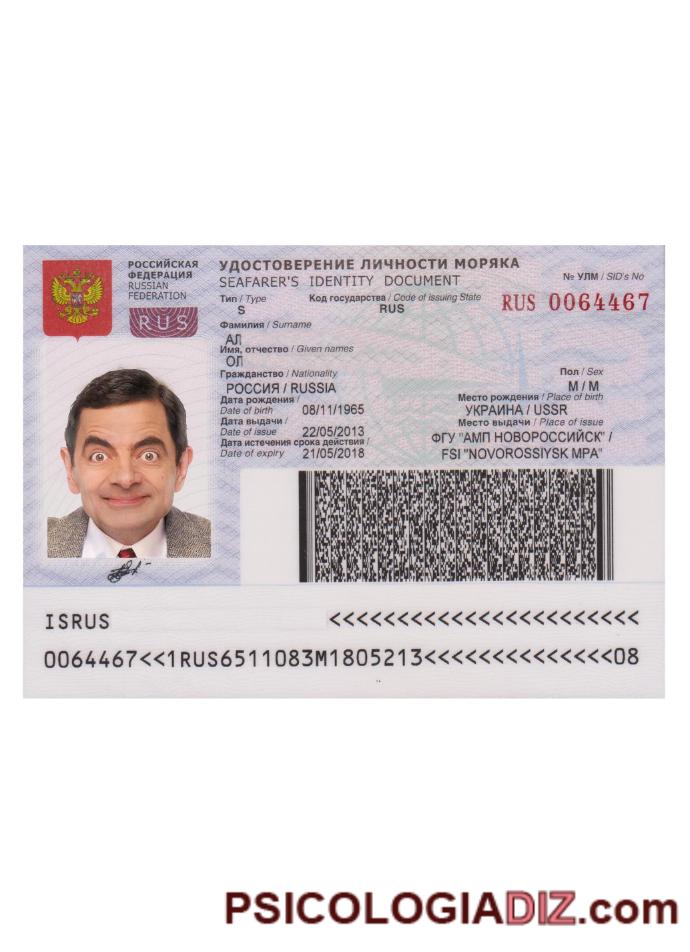 РОССИЙСКАЯ
ФЕДЕРАЦИЯ
RUSSIAN
FEDERATION
RUS
УДОСТОВЕРЕНИЕ ЛИЧНОСТИ МОРЯКА
SEAFARER'S IDENTITY DOCUMENT
№ УЛМ / SID's No
Тип / Type
Код государства / Code of issuing State
S
RUS
RUS 0064467
Фамилия / Surname
АЛ
Имя, отчество / Given names
ОЛ
Гражданство / Nationality
Пол / Sex
РОССИЯ / RUSSIA
М / M
Дата рождения /
Date of birth
08/11/1965
Место рождения / Place of birth
УКРАИНА / USSR
Дата выдачи /
Date of issue
22/05/2013
Место выдачи / Place of issue
ФГУ "АМП НОВОРОССИЙСК" /
Дата истечения срока действия /
Date of expiry
21/05/2018
FSI "NOVOROSSIYSK MPA"
ISRUS <<<<<<<<<<<<<<<<<<<<<<<
0064467<<1RUS6511083M1805213<<<<<<<<<<<<<<08
PSICOLOGIADIZ.com